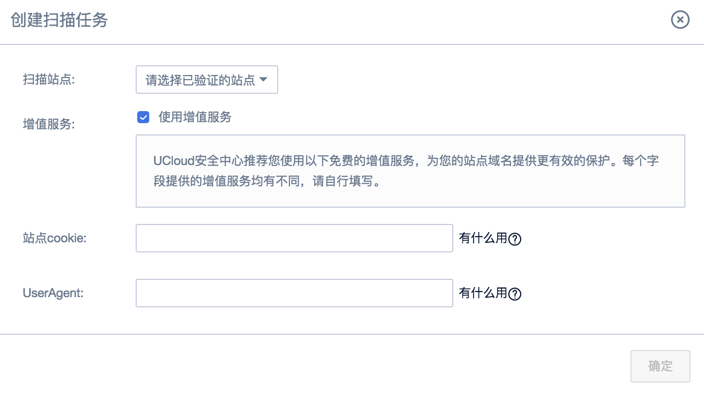 创建扫描任务
扫描站点: 请选择已验证的站点
增值服务: 使用增值服务
UCloud安全中心推荐您使用以下免费的增值服务，为您的站点域名提供更有效的保护。每个字
段提供的增值服务均有不同，请自行填写。
站点cookie: 有什么用?
UserAgent: 有什么用?
确定